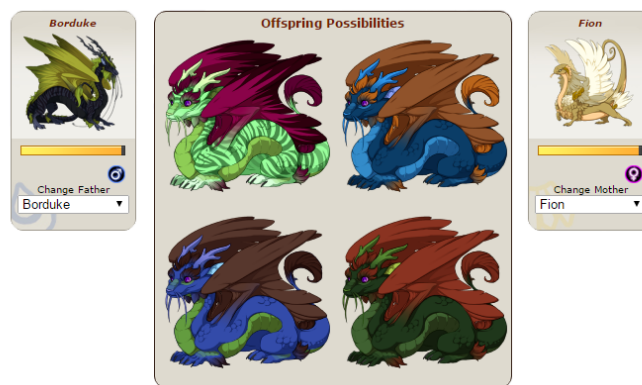 Borduke
Offspring Possibilities
Fion
Change Father
Borduke
Change Mother
Fion